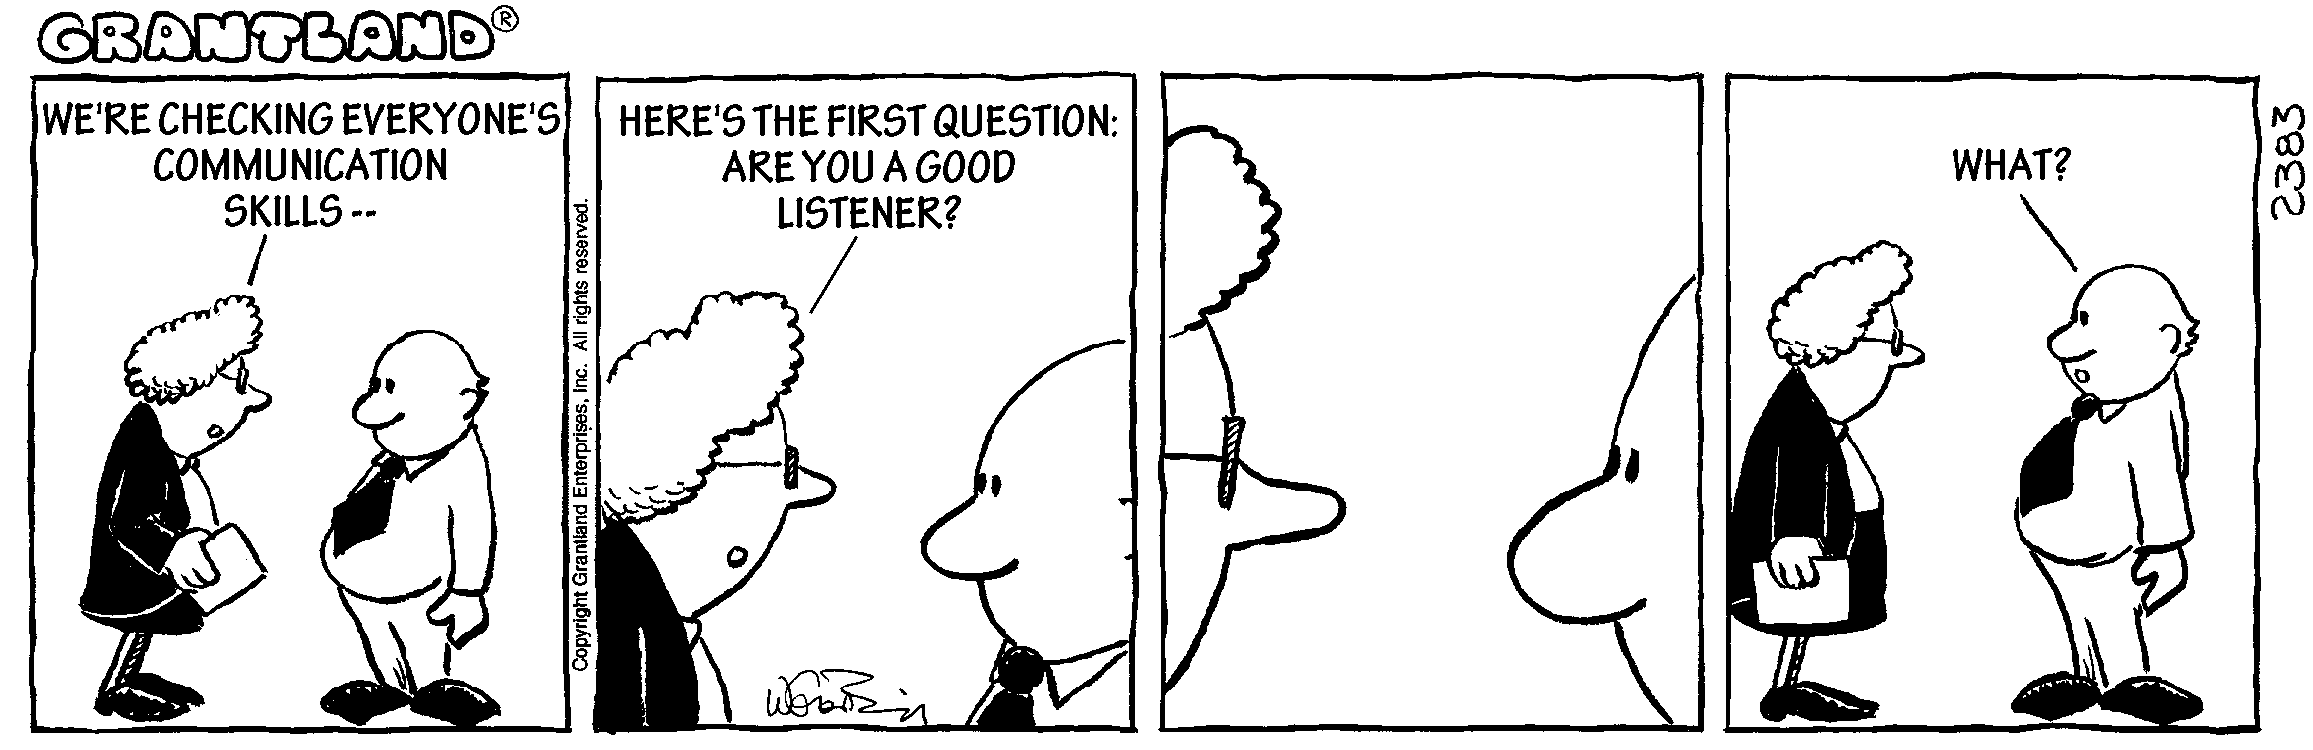 GRANTLAND®
WE'RE CHECKING EVERYONE'S
COMMUNICATION
SKILLS --
Copyright Grantland Enterprises, Inc. All rights reserved.
HERE'S THE FIRST QUESTION:
ARE YOU A GOOD
LISTENER?
WHAT?
2383